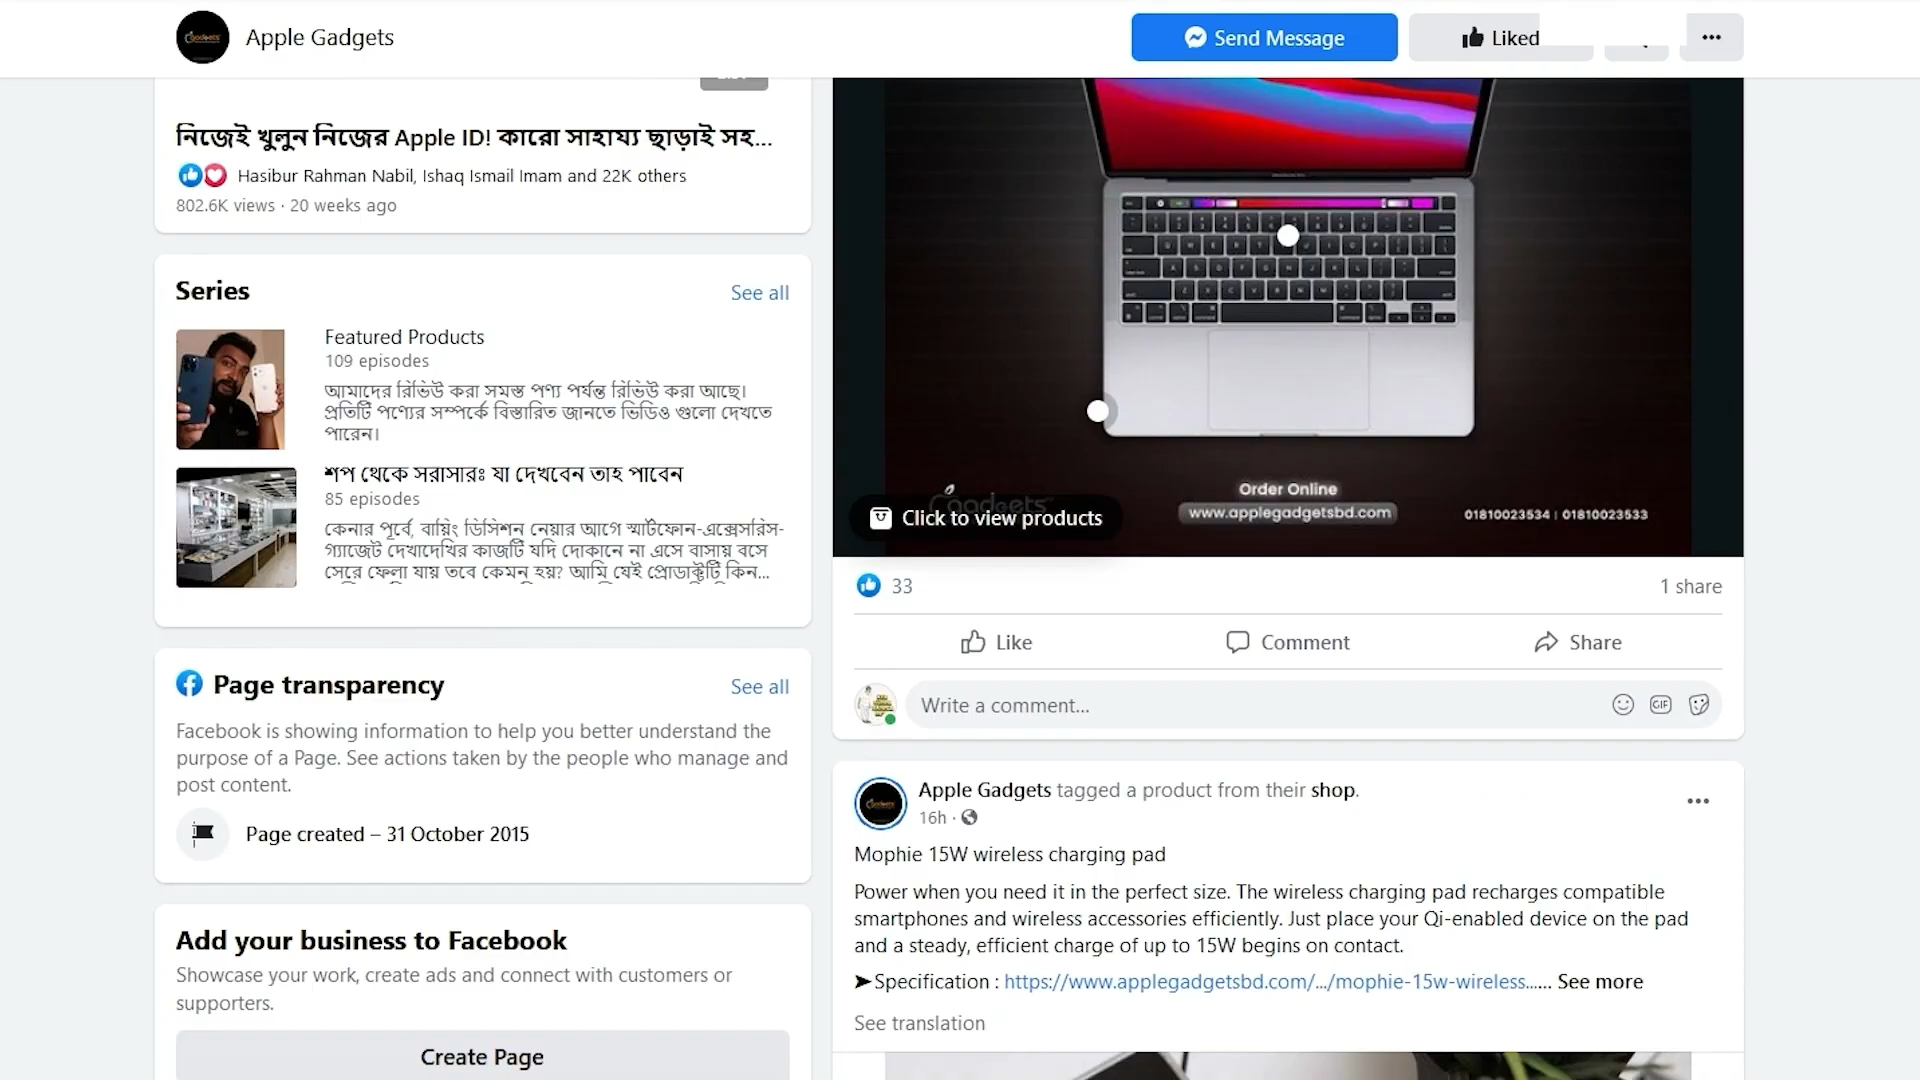 Apple Gadgets
Send Message
Liked
নিজেই খুলুন নিজের Apple ID! কারো সাহায্য ছাড়াই সহ...
Hasibur Rahman Nabil, Ishaq Ismail Imam and 22K others
802.6K views · 20 weeks ago
Series
See all
Featured Products
109 episodes
আমাদের রিভিউ করা সমস্ত পণ্য পর্যন্ত রিভিউ করা আছে।
প্রতিটি পণ্যের সম্পর্কে বিস্তারিত জানতে ভিডিও গুলো দেখতে
পারেন।
শপ থেকে সরাসরিঃ যা দেখবেন তাই পাবেন
85 episodes
কেনার পূর্বে, বায়িং ডিসিশন নেয়ার আগে স্মার্টফোন-এক্সেসরিস-
গ্যাজেট দেখাদেখির কাজটি যদি দোকানে না এসে বাসায় বসে
সেরে ফেলা যায় তবে কেমন হয়? আমি যেই প্রোডাক্টটি কিন...
Page transparency
See all
Facebook is showing information to help you better understand the
purpose of a Page. See actions taken by the people who manage and
post content.
Page created – 31 October 2015
Add your business to Facebook
Showcase your work, create ads and connect with customers or
supporters.
Create Page
Order Online
www.applegadgetsbd.com
01810023534 | 01810023533
Click to view products
33
1 share
Like
Comment
Share
Write a comment...
GIF
Apple Gadgets tagged a product from their shop.
16h ·
Mophie 15W wireless charging pad
Power when you need it in the perfect size. The wireless charging pad recharges compatible
smartphones and wireless accessories efficiently. Just place your Qi-enabled device on the pad
and a steady, efficient charge of up to 15W begins on contact.
➤Specification : https://www.applegadgetsbd.com/.../mophie-15w-wireless...... See more
See translation